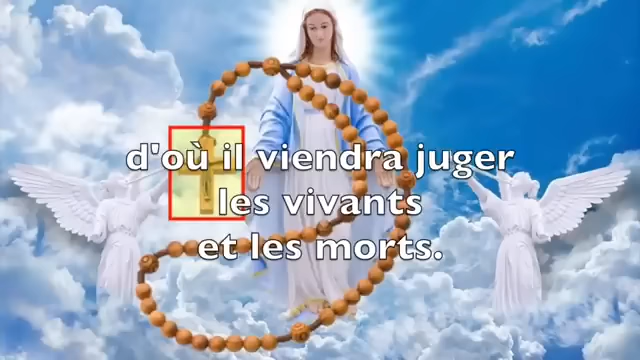 d'où il viendra juger
les vivants
et les morts.